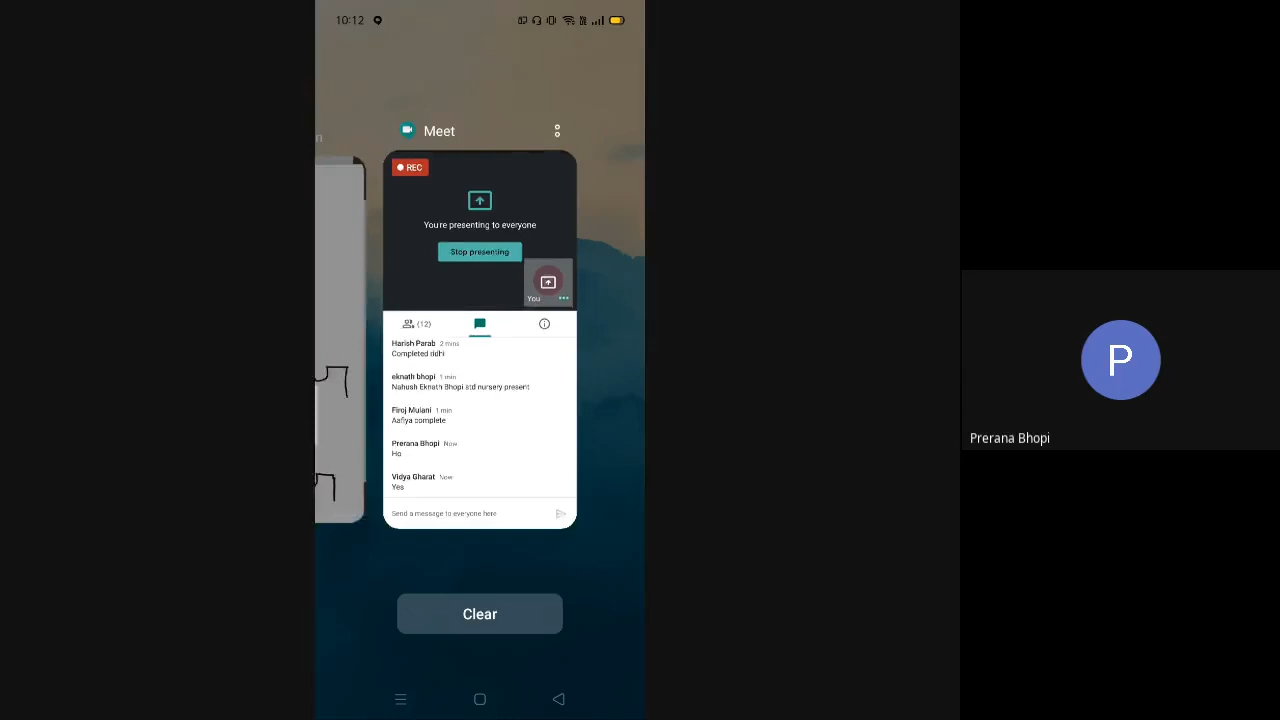 10:12
n
Meet
REC
You're presenting to everyone
Stop presenting
You
(12)
Harish Parab 2 mins
Completed ridhi
eknath bhopi 1 min
Nahush Eknath Bhopi std nursery present
Firoj Mulani 1 min
Aafiya complete
Prerana Bhopi Now
Ho
Vidya Gharat Now
Yes
Send a message to everyone here
Clear
P
Prerana Bhopi